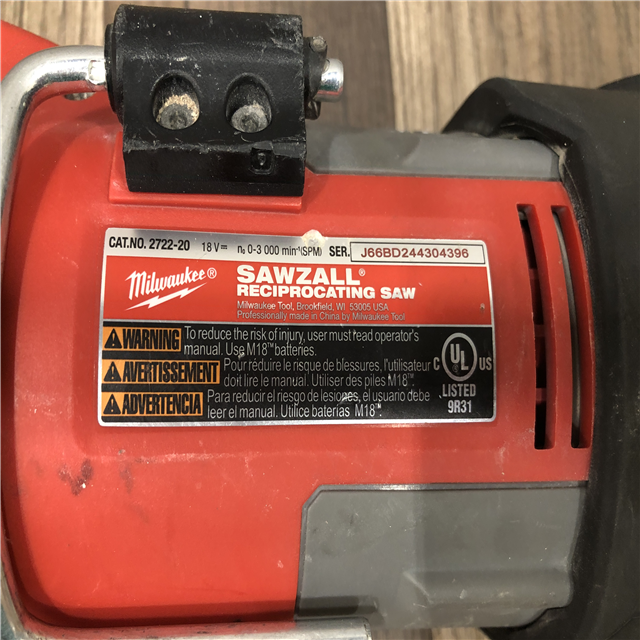 CAT.NO. 2722-20 18 V⎓ n₀ 0-3 000 min⁻¹(SPM) SER. J66BD244304396
Milwaukee®
SAWZALL®
RECIPROCATING SAW
Milwaukee Tool, Brookfield, WI 53005 USA
Professionally made in China by Milwaukee Tool
WARNING To reduce the risk of injury, user must read operator's
manual. Use M18™ batteries.
AVERTISSEMENT Pour réduire le risque de blessures, l'utilisateur
doit lire le manual. Utiliser des piles M18™.
ADVERTENCIA Para reducir el riesgo de lesiones, el usuario debe
leer el manual. Utilice baterías M18™.
C UL US
LISTED
9R31